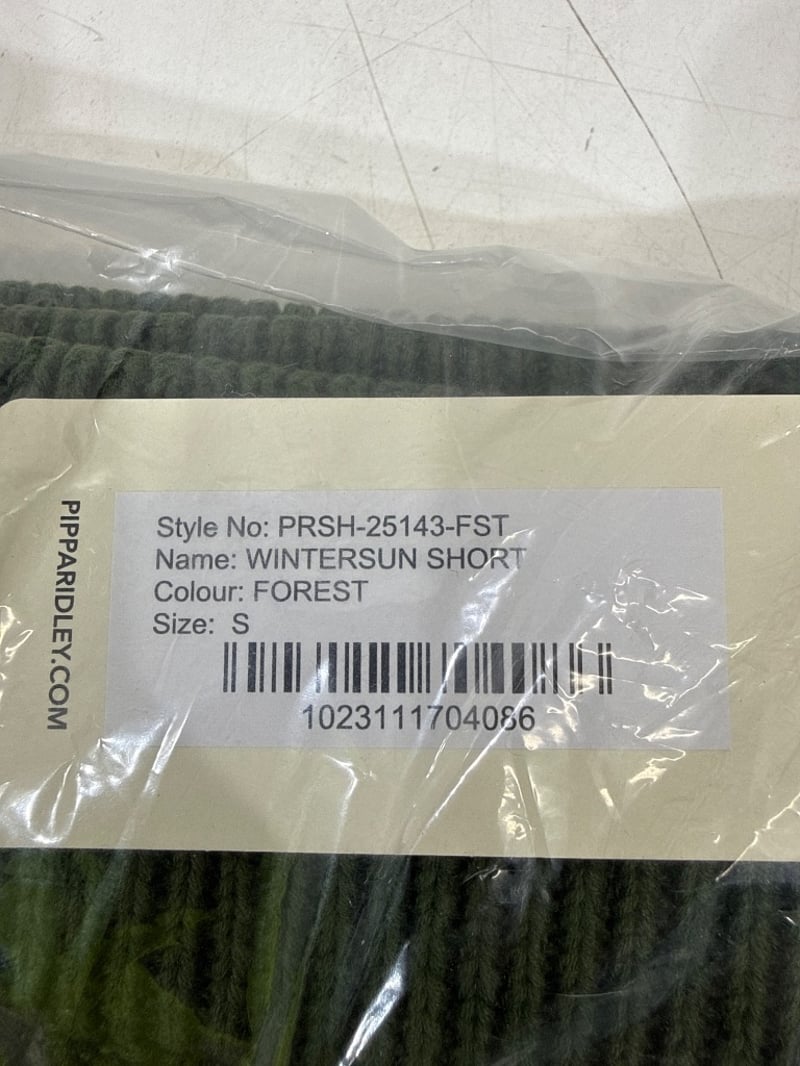 PIPPARIDLEY.COM
Style No: PRSH-25143-FST
Name: WINTERSUN SHORT
Colour: FOREST
Size: S
1023111704086